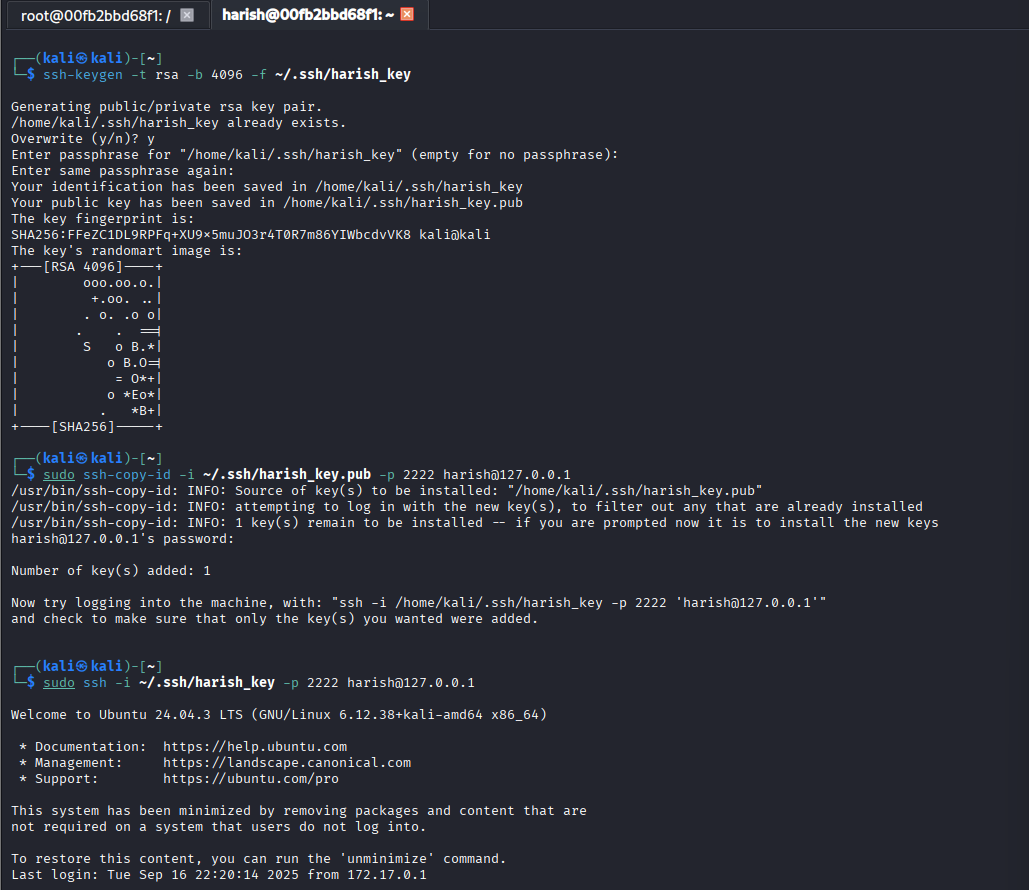 root@00fb2bbd68f1: / harish@00fb2bbd68f1: ~
┌──(kali㉿kali)-[~]
└─$ ssh-keygen -t rsa -b 4096 -f ~/.ssh/harish_key
Generating public/private rsa key pair.
/home/kali/.ssh/harish_key already exists.
Overwrite (y/n)? y
Enter passphrase for "/home/kali/.ssh/harish_key" (empty for no passphrase):
Enter same passphrase again:
Your identification has been saved in /home/kali/.ssh/harish_key
Your public key has been saved in /home/kali/.ssh/harish_key.pub
The key fingerprint is:
SHA256:FFeZC1DL9RPFq+XU9×5muJO3r4T0R7m86YIWbcdvVK8 kali@kali
The key's randomart image is:
+---[RSA 4096]----+
|        ooo.oo.o.|
|         +.oo. ..|
|        . o. .o o|
|       .    .  ==|
|        S   o B.*|
|           o B.O=|
|            = O*+|
|           o *Eo*|
|          .   *B+|
+----[SHA256]-----+
┌──(kali㉿kali)-[~]
└─$ sudo ssh-copy-id -i ~/.ssh/harish_key.pub -p 2222 harish@127.0.0.1
/usr/bin/ssh-copy-id: INFO: Source of key(s) to be installed: "/home/kali/.ssh/harish_key.pub"
/usr/bin/ssh-copy-id: INFO: attempting to log in with the new key(s), to filter out any that are already installed
/usr/bin/ssh-copy-id: INFO: 1 key(s) remain to be installed -- if you are prompted now it is to install the new keys
harish@127.0.0.1's password:
Number of key(s) added: 1
Now try logging into the machine, with: "ssh -i /home/kali/.ssh/harish_key -p 2222 'harish@127.0.0.1'"
and check to make sure that only the key(s) you wanted were added.
┌──(kali㉿kali)-[~]
└─$ sudo ssh -i ~/.ssh/harish_key -p 2222 harish@127.0.0.1
Welcome to Ubuntu 24.04.3 LTS (GNU/Linux 6.12.38+kali-amd64 x86_64)
* Documentation: https://help.ubuntu.com
* Management: https://landscape.canonical.com
* Support: https://ubuntu.com/pro
This system has been minimized by removing packages and content that are
not required on a system that users do not log into.
To restore this content, you can run the 'unminimize' command.
Last login: Tue Sep 16 22:20:14 2025 from 172.17.0.1